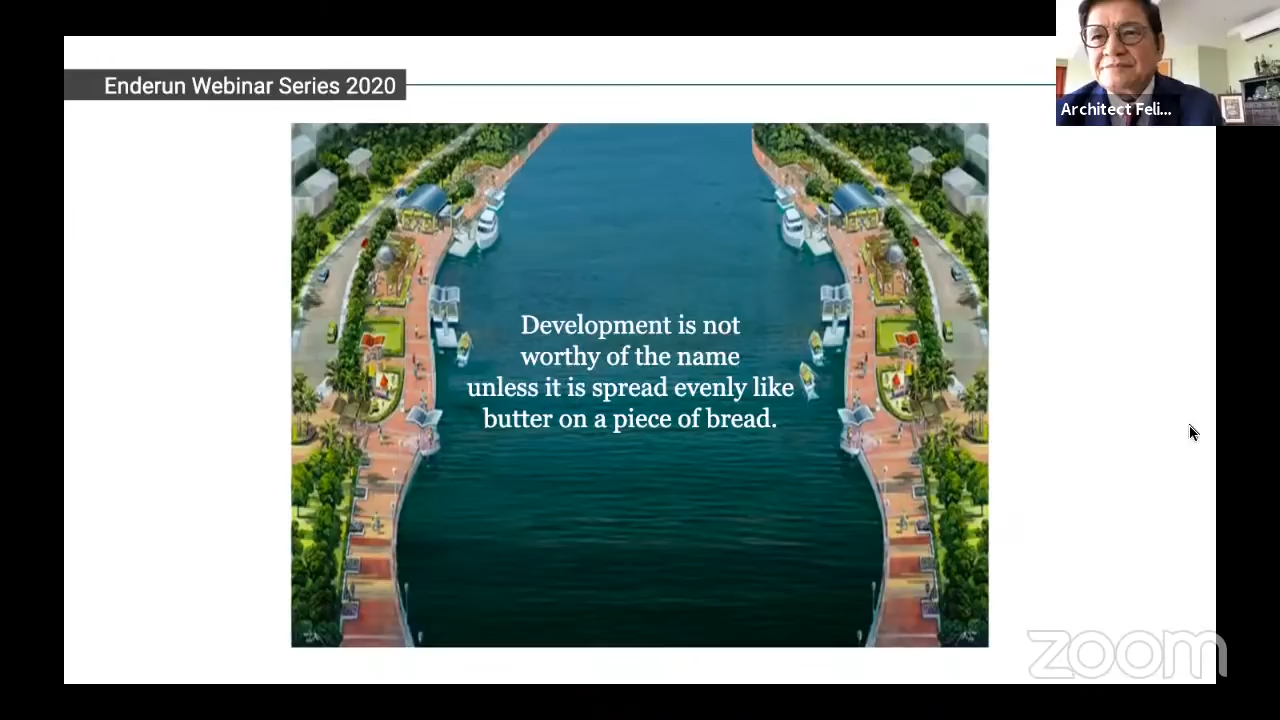 Enderun Webinar Series 2020
Architect Feli...
Development is not
worthy of the name
unless it is spread evenly like
butter on a piece of bread.
zoom